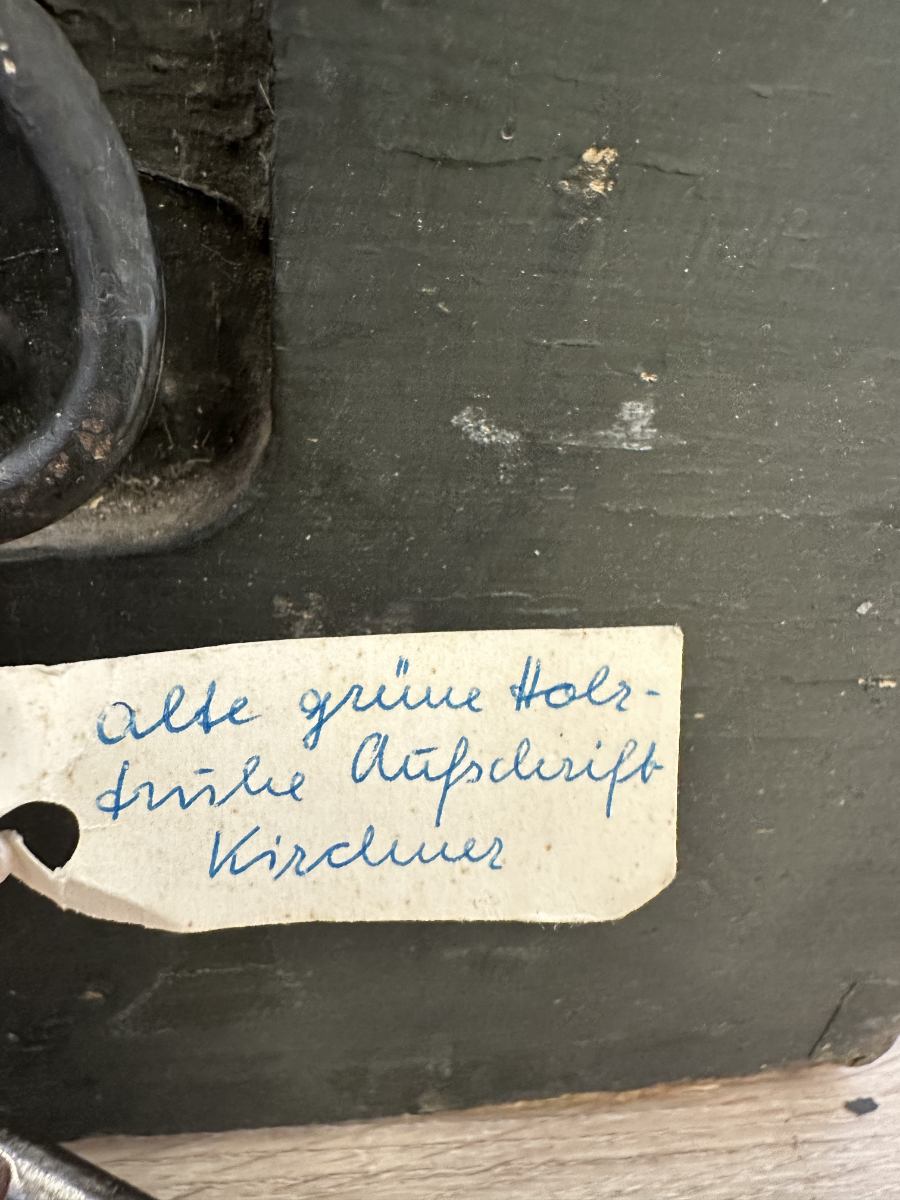 alte grüne Holz-
truhe Aufschrift
Kirchner